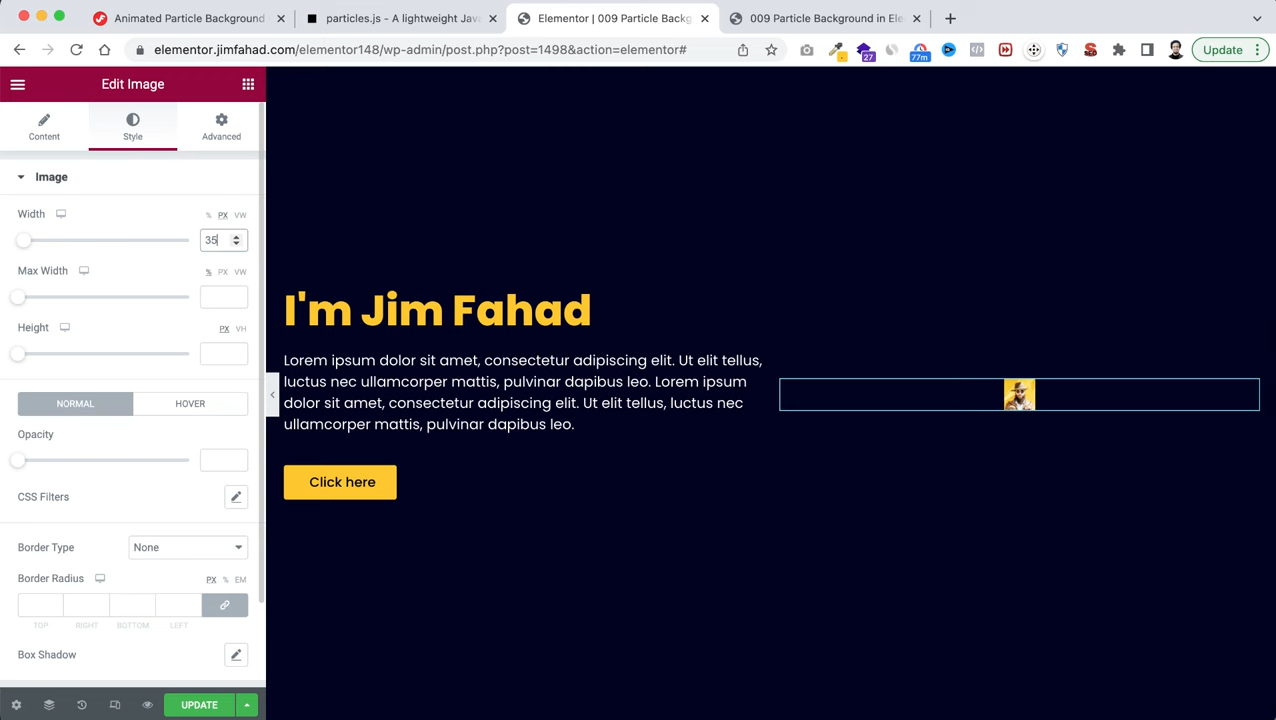 Animated Particle Background
particles.js - A lightweight Java
Elementor | 009 Particle Backg
009 Particle Background in Ele
elementor.jimfahad.com/elementor148/wp-admin/post.php?post=1498&action=elementor#
27
77m
Update
Edit Image
Content
Style
Advanced
Image
Width
% PX VW
35
Max Width
% PX VW
Height
PX VH
NORMAL
HOVER
Opacity
CSS Filters
Border Type
None
Border Radius
PX % EM
TOP RIGHT BOTTOM LEFT
Box Shadow
UPDATE
I'm Jim Fahad
Lorem ipsum dolor sit amet, consectetur adipiscing elit. Ut elit tellus,
luctus nec ullamcorper mattis, pulvinar dapibus leo. Lorem ipsum
dolor sit amet, consectetur adipiscing elit. Ut elit tellus, luctus nec
ullamcorper mattis, pulvinar dapibus leo.
Click here